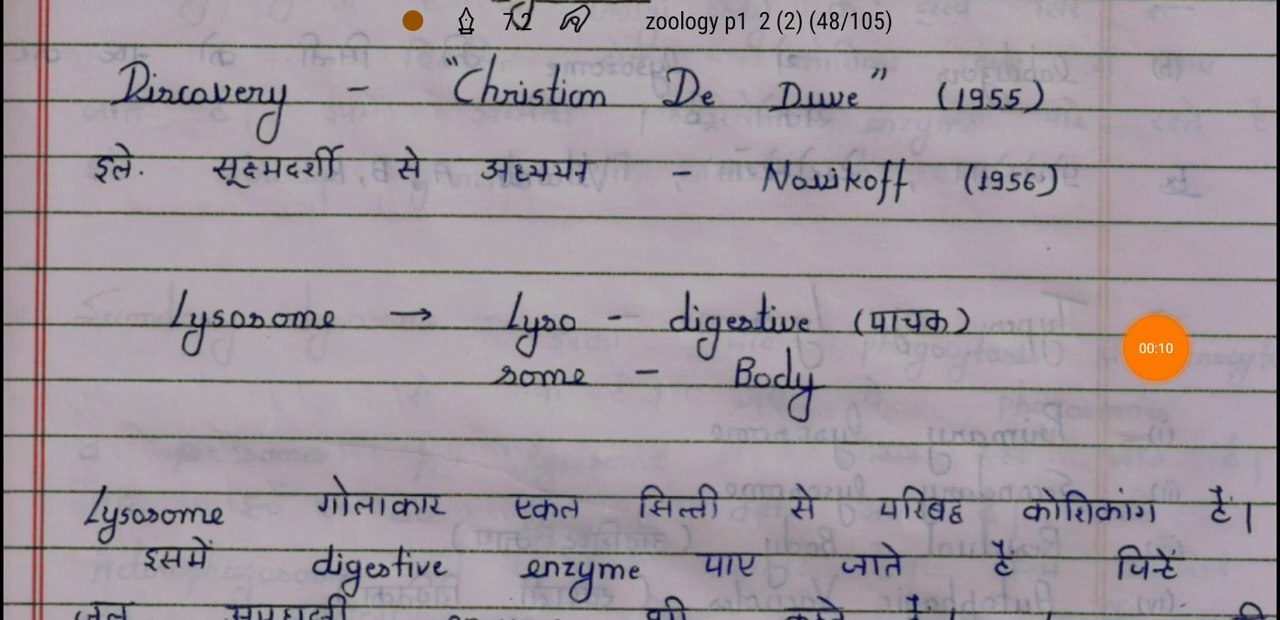 72 zoology p1 2 (2) (48/105)
Discovery - "Christian De Duve" (1955)
इले. सूक्ष्मदर्शी से अध्ययन - Novikoff (1956)
Lysosome → Lyso - digestive (पाचक)
some - Body
00:10
Lysosome गोलाकार एकल झिल्ली से परिबद्ध कोशिकांग है।
इसमें digestive enzyme पाए जाते हैं जिन्हें